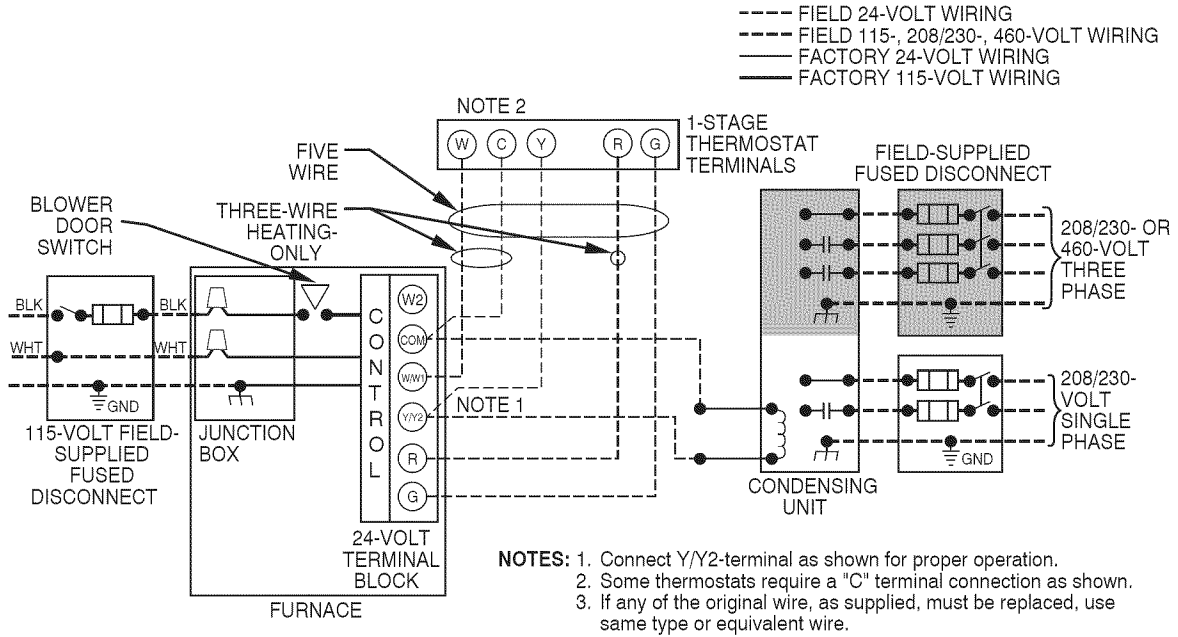 FIELD 24-VOLT WIRING
FIELD 115-, 208/230-, 460-VOLT WIRING
FACTORY 24-VOLT WIRING
FACTORY 115-VOLT WIRING
NOTE 2
W C Y R G
1-STAGE
THERMOSTAT
TERMINALS
FIVE
WIRE
THREE-WIRE
HEATING-
ONLY
BLOWER
DOOR
SWITCH
FIELD-SUPPLIED
FUSED DISCONNECT
208/230- OR
460-VOLT
THREE
PHASE
BLK
BLK
WHT
WHT
GND
115-VOLT FIELD-
SUPPLIED
FUSED
DISCONNECT
JUNCTION
BOX
CONTROL
W2
COM
W/W1
Y/Y2
R
G
NOTE 1
24-VOLT
TERMINAL
BLOCK
FURNACE
208/230-
VOLT
SINGLE
PHASE
GND
CONDENSING
UNIT
NOTES: 1. Connect Y/Y2-terminal as shown for proper operation.
2. Some thermostats require a "C" terminal connection as shown.
3. If any of the original wire, as supplied, must be replaced, use
same type or equivalent wire.